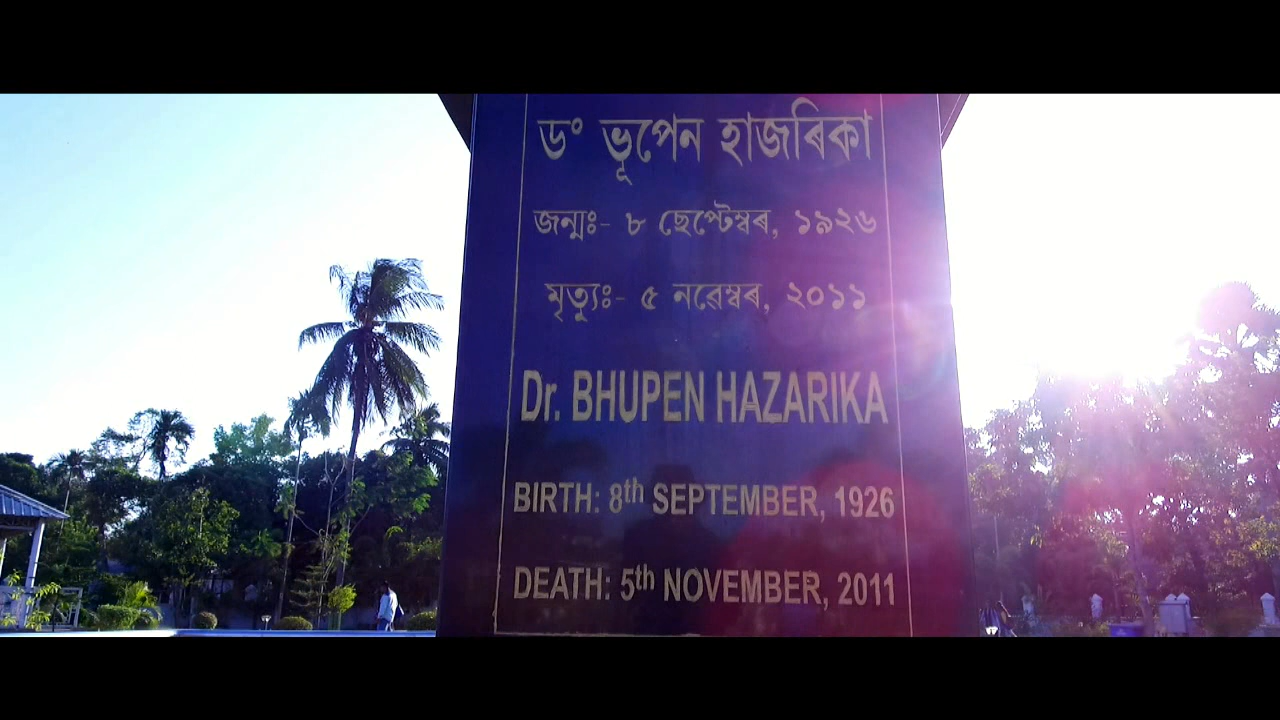 ড° ভূপেন হাজৰিকা
জন্মঃ- ৮ ছেপ্টেম্বৰ, ১৯২৬
মৃত্যুঃ- ৫ নৱেম্বৰ, ২০১১
Dr. BHUPEN HAZARIKA
BIRTH: 8th SEPTEMBER, 1926
DEATH: 5th NOVEMBER, 2011